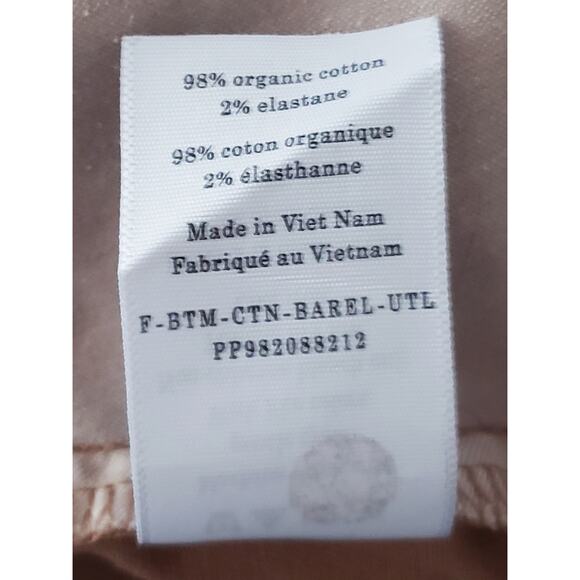 98% organic cotton
2% elastane
98% coton organique
2% élasthanne
Made in Viet Nam
Fabriqué au Vietnam
F-BTM-CTN-BAREL-UTL
PP982088212